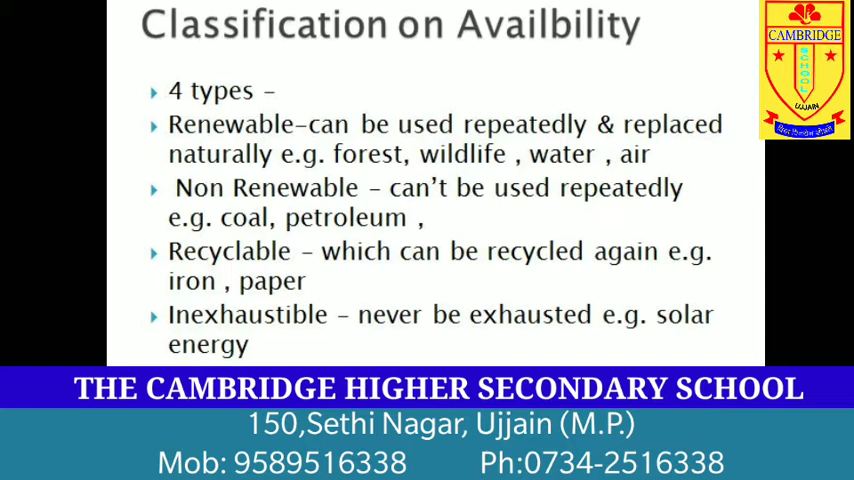 Classification on Availbility
4 types –
Renewable–can be used repeatedly & replaced
naturally e.g. forest, wildlife , water , air
Non Renewable – can’t be used repeatedly
e.g. coal, petroleum ,
Recyclable – which can be recycled again e.g.
iron , paper
Inexhaustible – never be exhausted e.g. solar
energy
CAMBRIDGE
SCHOOL
UJJAIN
THE CAMBRIDGE HIGHER SECONDARY SCHOOL
150,Sethi Nagar, Ujjain (M.P.)
Mob: 9589516338 Ph:0734-2516338